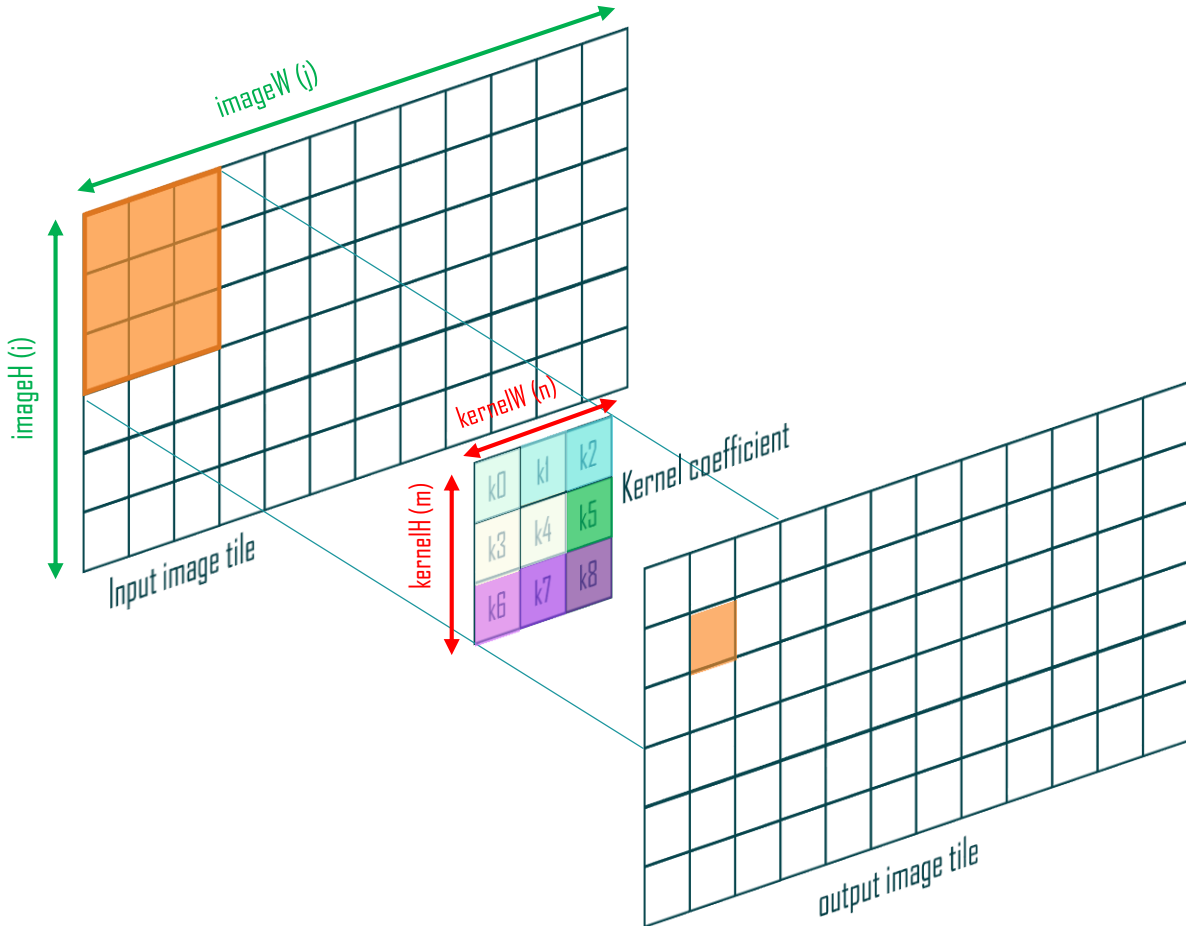 imageW (j)
imageH (i)
Input image tile
kernelW (n)
kernelH (m)
k0 k1 k2
k3 k4 k5
k6 k7 k8
Kernel coefficient
output image tile